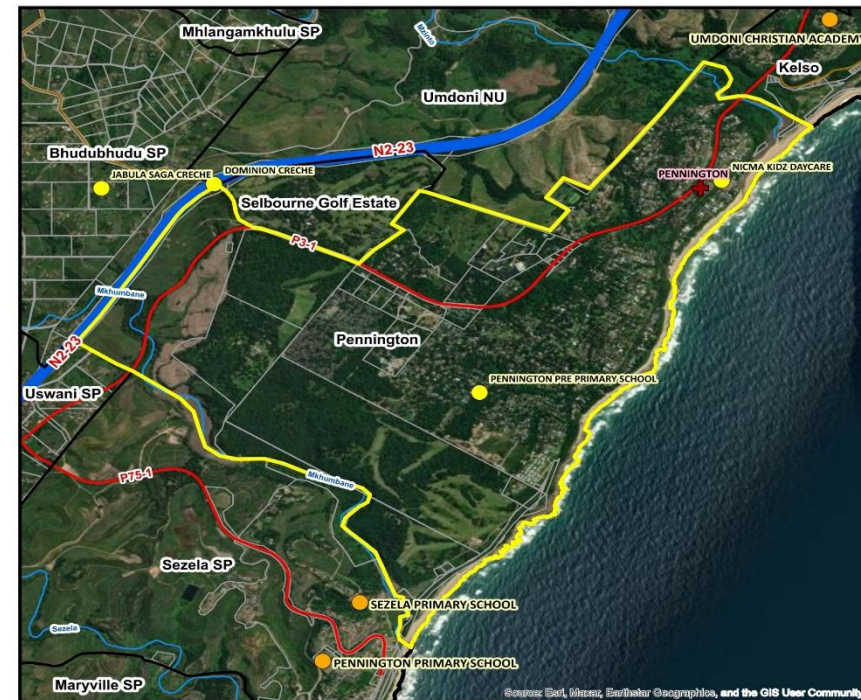 Mhlangamkhulu SP
Mzinto
UMDONI CHRISTIAN ACADEMY
Kelso
Umdoni NU
N2-23
Bhudubhudu SP
JABULA SAGA CRECHE
DOMINION CRECHE
PENNINGTON
NICMA KIDZ DAYCARE
Selbourne Golf Estate
P3-1
Mkhumbane
Pennington
N2-23
PENNINGTON PRE PRIMARY SCHOOL
Uswani SP
P75-1
Mkhumbane
Sezela SP
SEZELA PRIMARY SCHOOL
Sezela
PENNINGTON PRIMARY SCHOOL
Maryville SP
Source: Esri, Maxar, Earthstar Geographics, and the GIS User Community